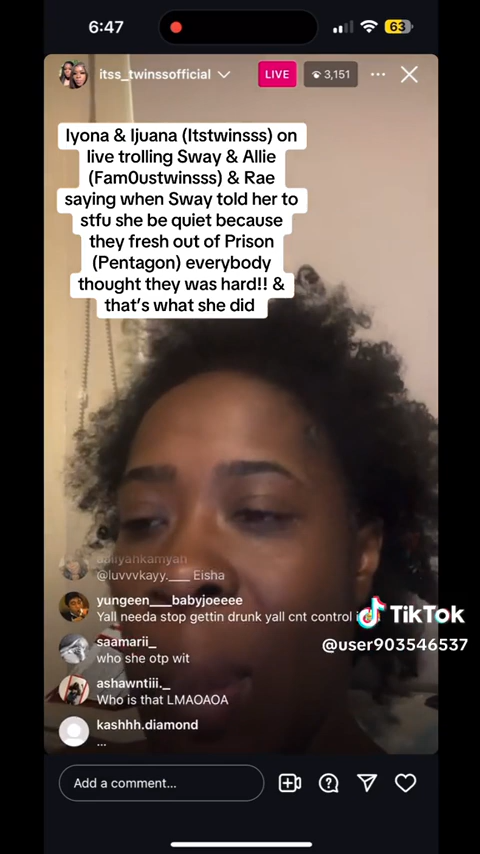 6:47
63
itss_twinssofficial
LIVE
3,151
Iyona & Ijuana (Itstwinsss) on
live trolling Sway & Allie
(Fam0ustwinsss) & Rae
saying when Sway told her to
stfu she be quiet because
they fresh out of Prison
(Pentagon) everybody
thought they was hard!! &
that's what she did
aaliyahkamyah
@luvvvkayy.___ Eisha
yungeen___babyjoeeee
Yall needa stop gettin drunk yall cnt control
saamarii_
who she otp wit
ashawntiii._
Who is that LMAOAOA
kashhh.diamond
...
TikTok
@user903546537
Add a comment...